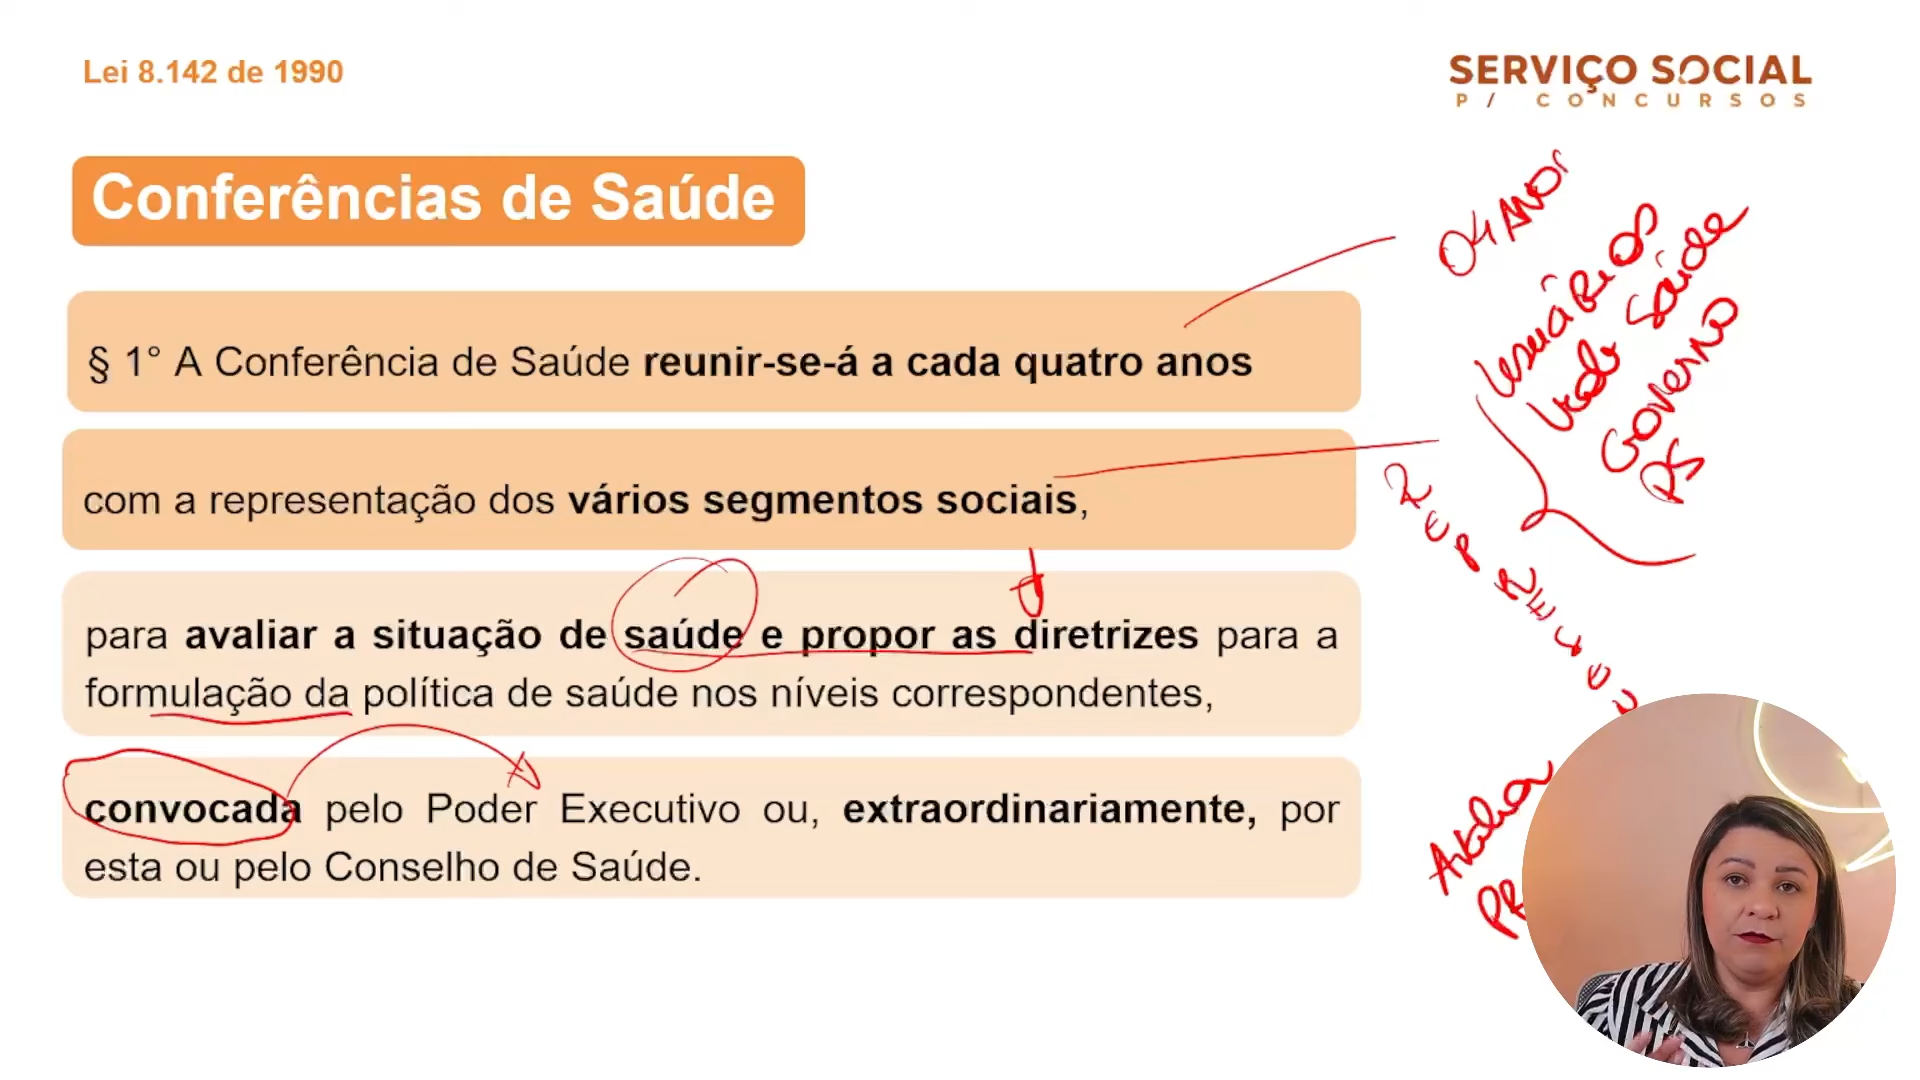 Lei 8.142 de 1990
SERVIÇO SOCIAL
P/ CONCURSOS
Conferências de Saúde
04 ANOS
USUÁRIOS
Saúde
GOVERNO
PS
§ 1° A Conferência de Saúde reunir-se-á a cada quatro anos
com a representação dos vários segmentos sociais,
para avaliar a situação de saúde e propor as diretrizes para a
formulação da política de saúde nos níveis correspondentes,
convocada pelo Poder Executivo ou, extraordinariamente, por
esta ou pelo Conselho de Saúde.